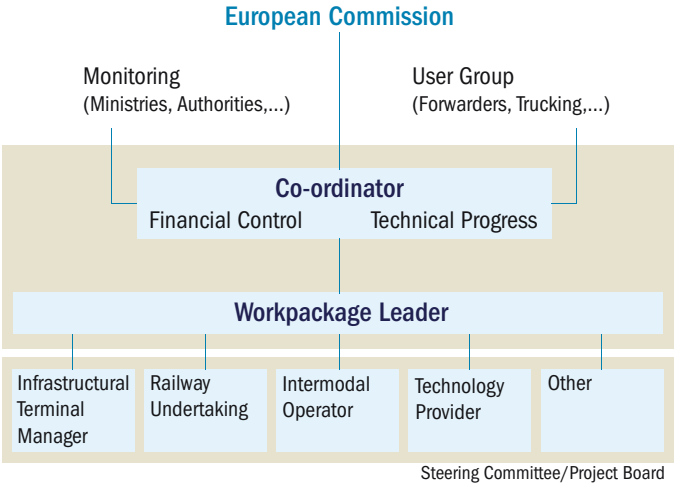 European Commission
Monitoring
(Ministries, Authorities,...)
User Group
(Forwarders, Trucking,...)
Co-ordinator
Financial Control
Technical Progress
Workpackage Leader
Infrastructural
Terminal
Manager
Railway
Undertaking
Intermodal
Operator
Technology
Provider
Other
Steering Committee/Project Board